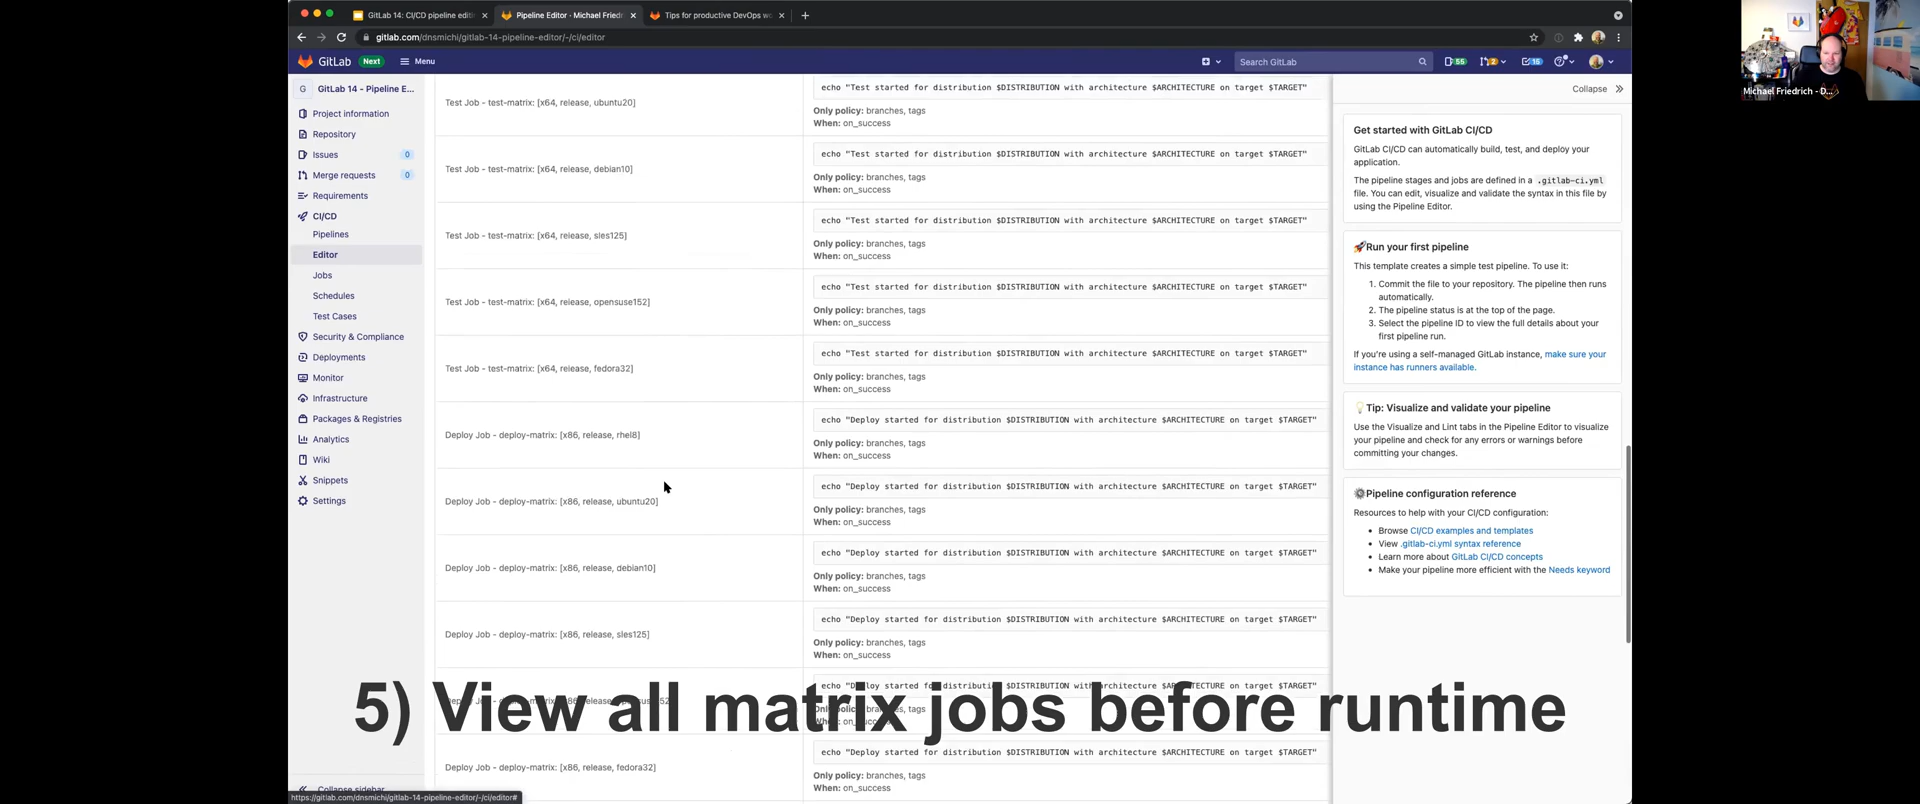 GitLab 14: CI/CD pipeline edit
Pipeline Editor · Michael Friedr
Tips for productive DevOps wo
gitlab.com/dnsmichi/gitlab-14-pipeline-editor/-/ci/editor
GitLab Next Menu Search GitLab 55 2 16
G GitLab 14 - Pipeline E...
Project information
Repository
Issues 0
Merge requests 0
Requirements
CI/CD
Pipelines
Editor
Jobs
Schedules
Test Cases
Security & Compliance
Deployments
Monitor
Infrastructure
Packages & Registries
Analytics
Wiki
Snippets
Settings
Collapse sidebar
https://gitlab.com/dnsmichi/gitlab-14-pipeline-editor/-/ci/editor#
Test Job - test-matrix: [x64, release, ubuntu20]
echo "Test started for distribution $DISTRIBUTION with architecture $ARCHITECTURE on target $TARGET"
Only policy: branches, tags
When: on_success
Test Job - test-matrix: [x64, release, debian10]
echo "Test started for distribution $DISTRIBUTION with architecture $ARCHITECTURE on target $TARGET"
Only policy: branches, tags
When: on_success
Test Job - test-matrix: [x64, release, sles125]
echo "Test started for distribution $DISTRIBUTION with architecture $ARCHITECTURE on target $TARGET"
Only policy: branches, tags
When: on_success
Test Job - test-matrix: [x64, release, opensuse152]
echo "Test started for distribution $DISTRIBUTION with architecture $ARCHITECTURE on target $TARGET"
Only policy: branches, tags
When: on_success
Test Job - test-matrix: [x64, release, fedora32]
echo "Test started for distribution $DISTRIBUTION with architecture $ARCHITECTURE on target $TARGET"
Only policy: branches, tags
When: on_success
Deploy Job - deploy-matrix: [x86, release, rhel8]
echo "Deploy started for distribution $DISTRIBUTION with architecture $ARCHITECTURE on target $TARGET"
Only policy: branches, tags
When: on_success
Deploy Job - deploy-matrix: [x86, release, ubuntu20]
echo "Deploy started for distribution $DISTRIBUTION with architecture $ARCHITECTURE on target $TARGET"
Only policy: branches, tags
When: on_success
Deploy Job - deploy-matrix: [x86, release, debian10]
echo "Deploy started for distribution $DISTRIBUTION with architecture $ARCHITECTURE on target $TARGET"
Only policy: branches, tags
When: on_success
Deploy Job - deploy-matrix: [x86, release, sles125]
echo "Deploy started for distribution $DISTRIBUTION with architecture $ARCHITECTURE on target $TARGET"
Only policy: branches, tags
When: on_success
echo "Deploy started for distribution $DISTRIBUTION with architecture $ARCHITECTURE on target $TARGET"
5) View all matrix jobs before runtime
Deploy Job - deploy-matrix: [x86, release, fedora32]
echo "Deploy started for distribution $DISTRIBUTION with architecture $ARCHITECTURE on target $TARGET"
Only policy: branches, tags
When: on_success
Collapse
Get started with GitLab CI/CD
GitLab CI/CD can automatically build, test, and deploy your
application.
The pipeline stages and jobs are defined in a .gitlab-ci.yml
file. You can edit, visualize and validate the syntax in this file by
using the Pipeline Editor.
Run your first pipeline
This template creates a simple test pipeline. To use it:
1. Commit the file to your repository. The pipeline then runs
automatically.
2. The pipeline status is at the top of the page.
3. Select the pipeline ID to view the full details about your
first pipeline run.
If you're using a self-managed GitLab instance, make sure your
instance has runners available.
Tip: Visualize and validate your pipeline
Use the Visualize and Lint tabs in the Pipeline Editor to visualize
your pipeline and check for any errors or warnings before
committing your changes.
Pipeline configuration reference
Resources to help with your CI/CD configuration:
Browse CI/CD examples and templates
View .gitlab-ci.yml syntax reference
Learn more about GitLab CI/CD concepts
Make your pipeline more efficient with the Needs keyword
Michael Friedrich - D...